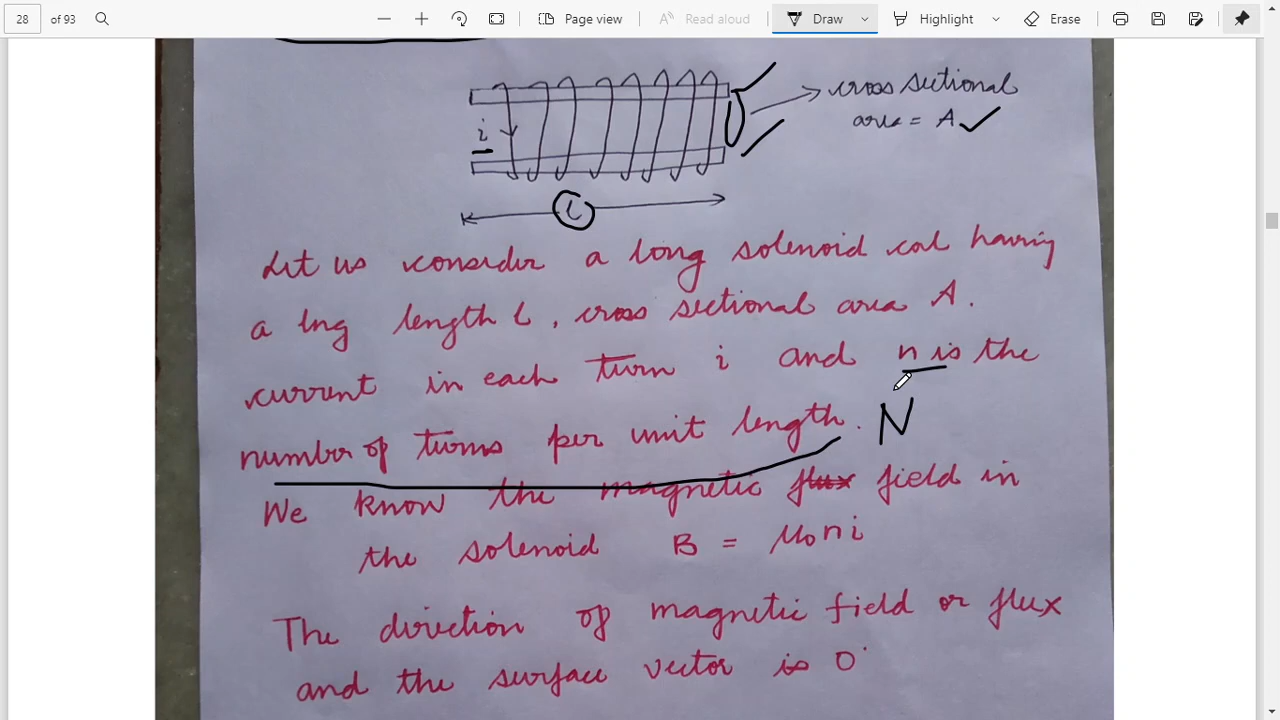 28 of 93 Page view Read aloud Draw Highlight Erase
cross sectional
area = A ✓
i
L
Let us consider a long solenoid coil having
a lng length L, cross sectional area A.
current in each turn i and n is the
number of turns per unit length. N
We know the magnetic flux field in
the solenoid B = μ₀ n i
The direction of magnetic field or flux
and the surface vector is 0°